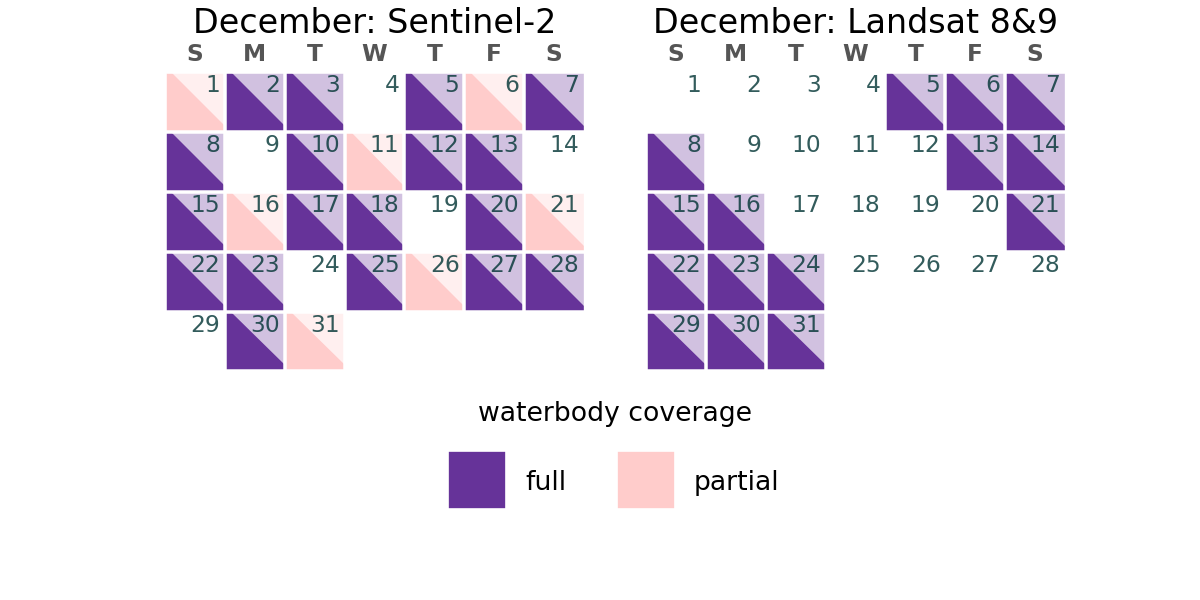 December: Sentinel-2
S M T W T F S
1 2 3 4 5 6 7
8 9 10 11 12 13 14
15 16 17 18 19 20 21
22 23 24 25 26 27 28
29 30 31
December: Landsat 8&9
S M T W T F S
1 2 3 4 5 6 7
8 9 10 11 12 13 14
15 16 17 18 19 20 21
22 23 24 25 26 27 28
29 30 31
waterbody coverage
full
partial